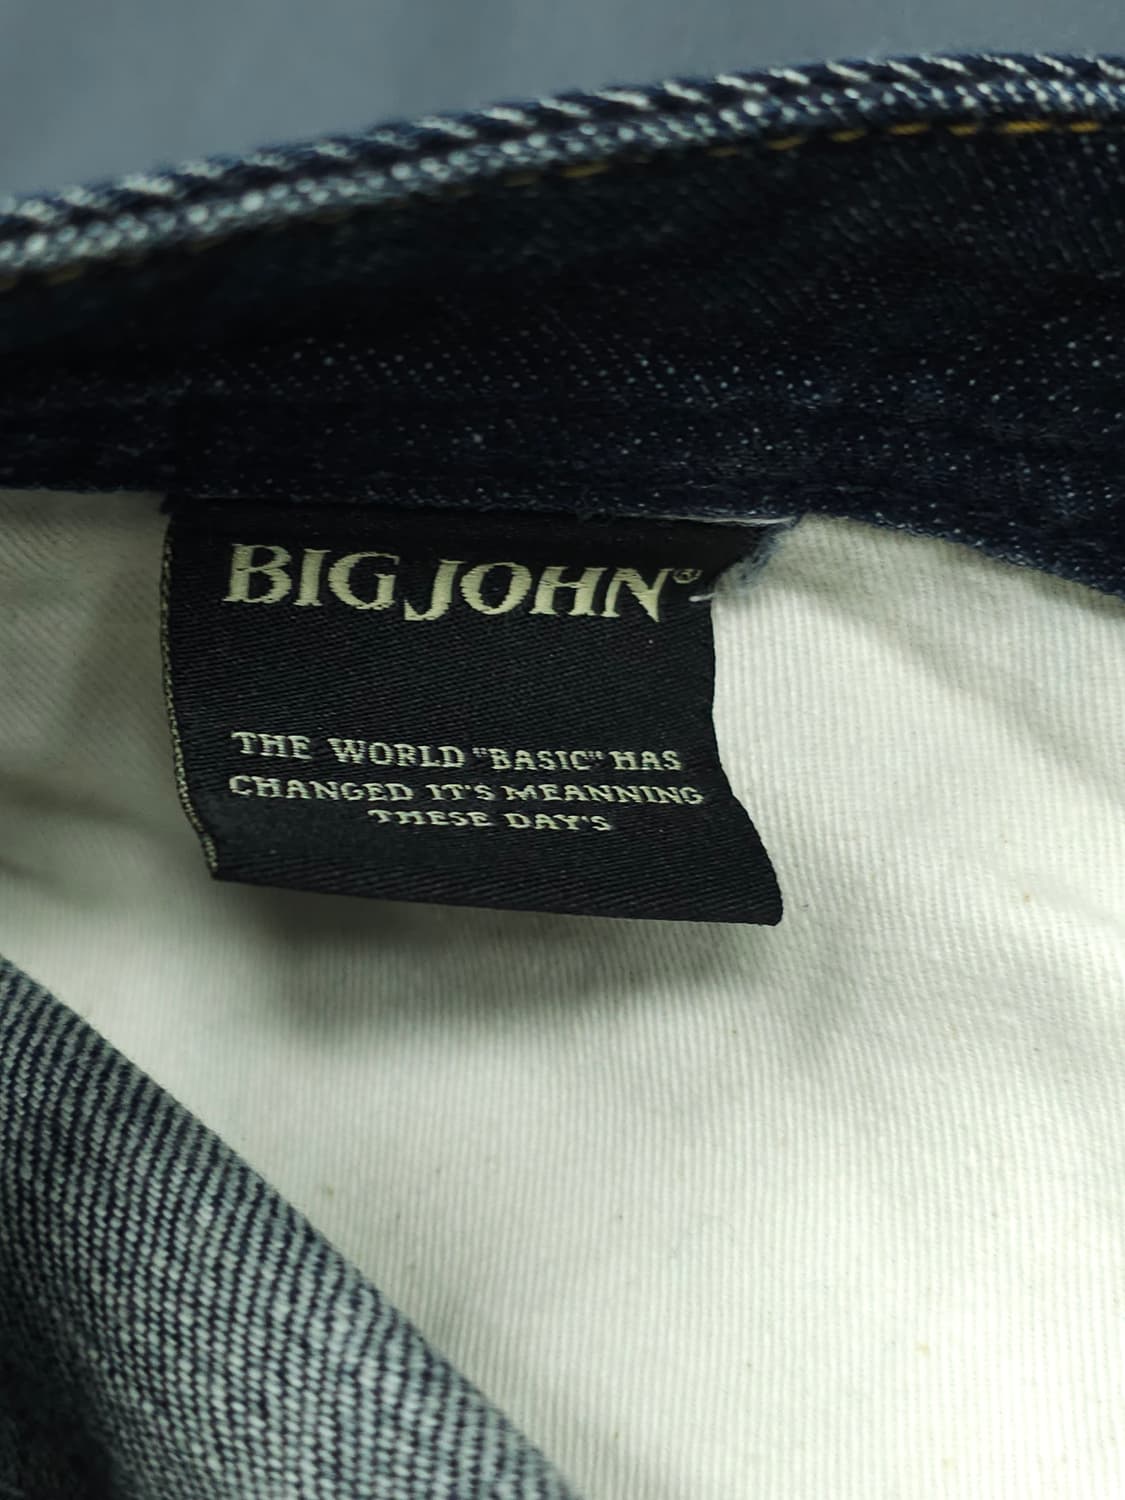 BIG JOHN®
THE WORLD "BASIC" HAS
CHANGED IT'S MEANNING
THESE DAY'S